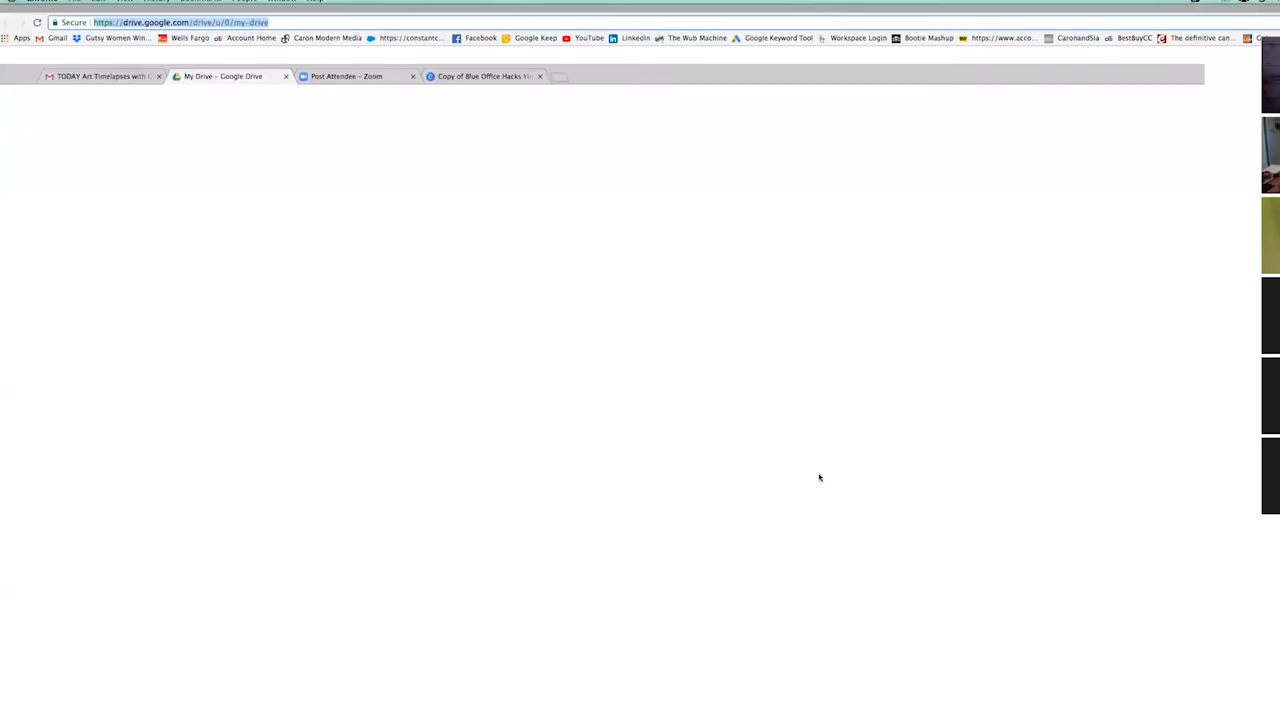 Secure https://drive.google.com/drive/u/0/my-drive
Apps Gmail Gutsy Women Win... Wells Fargo Account Home Caron Modern Media https://constantc... Facebook Google Keep YouTube LinkedIn The Wub Machine Google Keyword Tool Workspace Login Bootie Mashup https://www.acco... CaronandSia BestBuyCC The definitive can...
TODAY Art Timelapses with My Drive - Google Drive Post Attendee - Zoom Copy of Blue Office Hacks